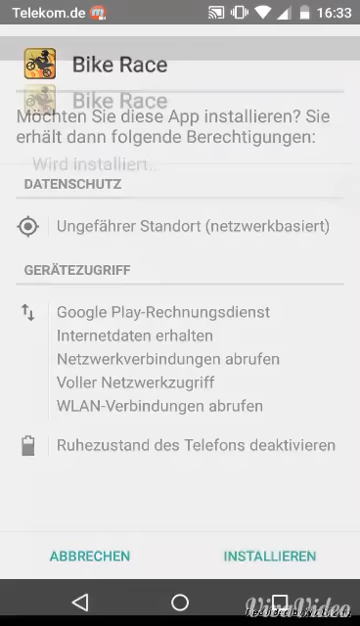 Telekom.de 16:33
Bike Race
Bike Race
Möchten Sie diese App installieren? Sie
erhält dann folgende Berechtigungen:
Wird installiert...
DATENSCHUTZ
Ungefährer Standort (netzwerkbasiert)
GERÄTEZUGRIFF
Google Play-Rechnungsdienst
Internetdaten erhalten
Netzwerkverbindungen abrufen
Voller Netzwerkzugriff
WLAN-Verbindungen abrufen
Ruhezustand des Telefons deaktivieren
ABBRECHEN INSTALLIEREN
VivaVideo